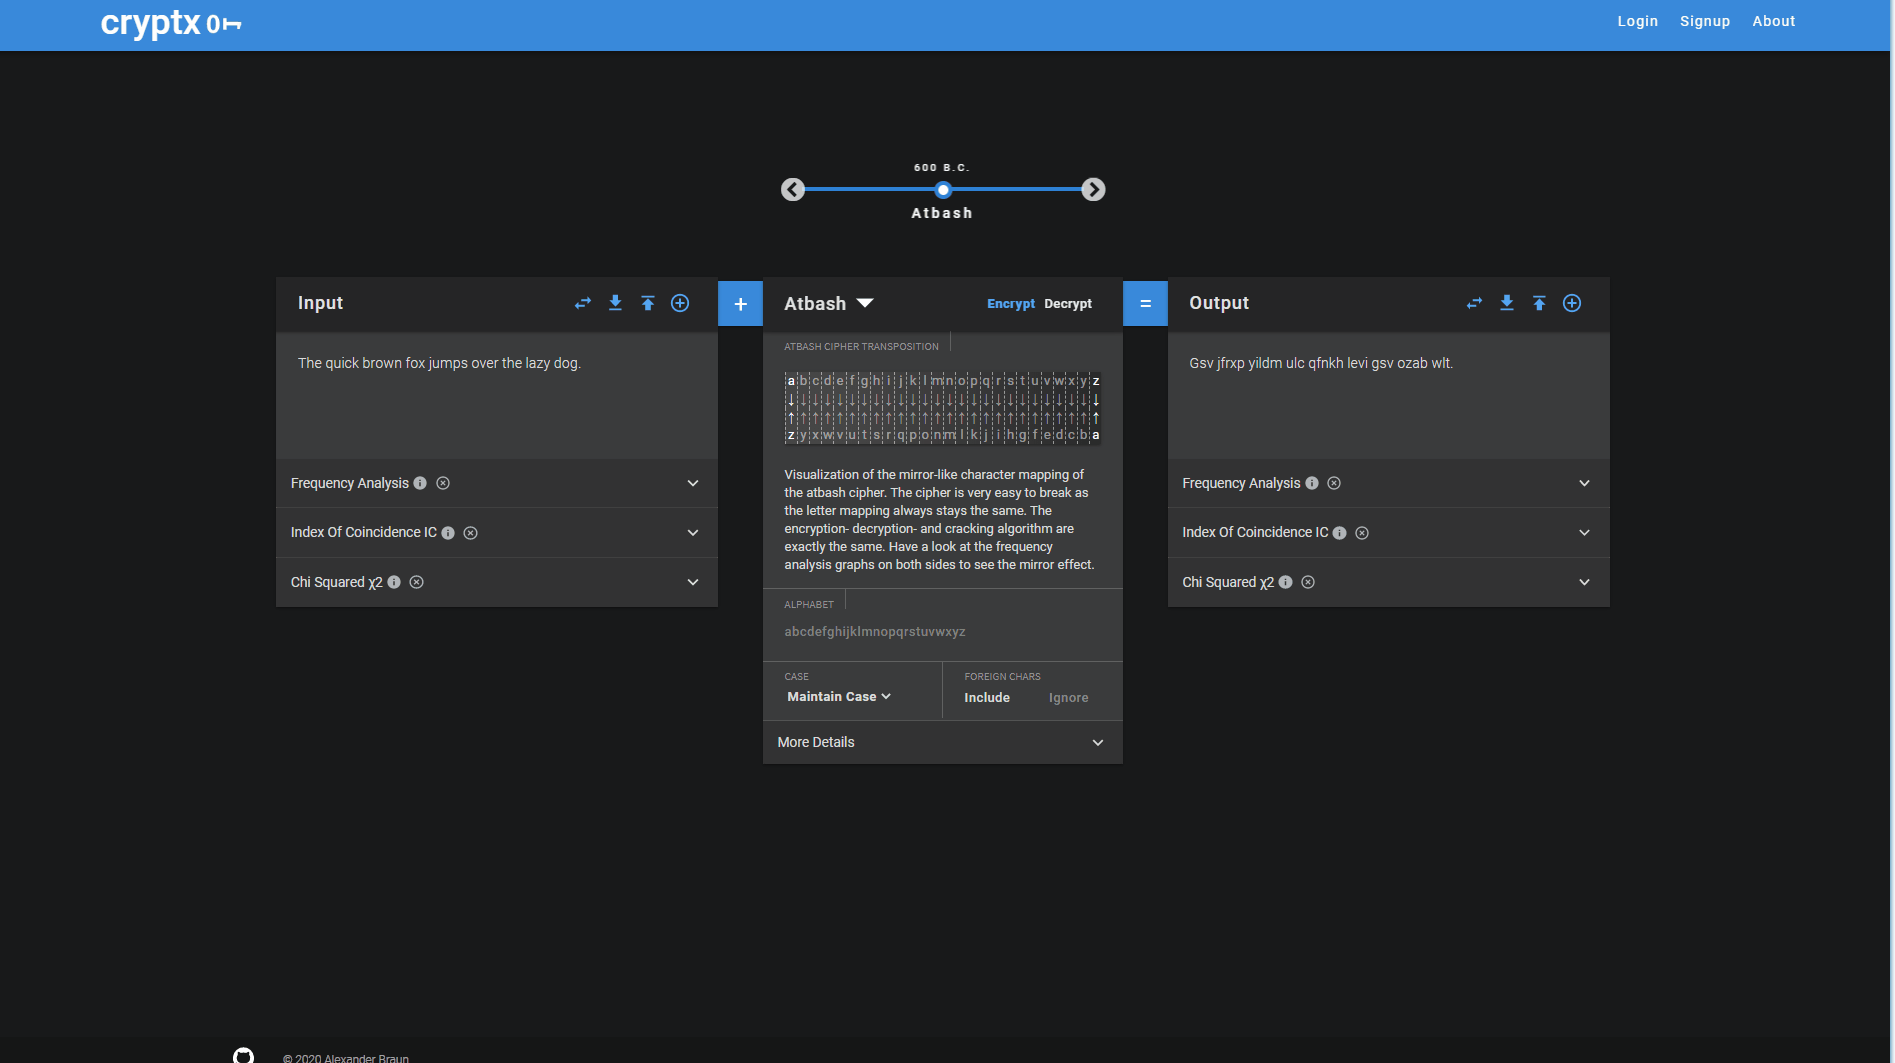 cryptx
Login Signup About
600 B.C.
Atbash
Input
The quick brown fox jumps over the lazy dog.
Frequency Analysis
Index Of Coincidence IC
Chi Squared χ2
+
Atbash Encrypt Decrypt
ATBASH CIPHER TRANSPOSITION
a b c d e f g h i j k l m n o p q r s t u v w x y z
↓ ↓ ↓ ↓ ↓ ↓ ↓ ↓ ↓ ↓ ↓ ↓ ↓ ↓ ↓ ↓ ↓ ↓ ↓ ↓ ↓ ↓ ↓ ↓ ↓ ↓
↑ ↑ ↑ ↑ ↑ ↑ ↑ ↑ ↑ ↑ ↑ ↑ ↑ ↑ ↑ ↑ ↑ ↑ ↑ ↑ ↑ ↑ ↑ ↑ ↑ ↑
z y x w v u t s r q p o n m l k j i h g f e d c b a
Visualization of the mirror-like character mapping of
the atbash cipher. The cipher is very easy to break as
the letter mapping always stays the same. The
encryption- decryption- and cracking algorithm are
exactly the same. Have a look at the frequency
analysis graphs on both sides to see the mirror effect.
ALPHABET
abcdefghijklmnopqrstuvwxyz
CASE
Maintain Case
FOREIGN CHARS
Include Ignore
More Details
=
Output
Gsv jfrxp yildm ulc qfnkh levi gsv ozab wlt.
Frequency Analysis
Index Of Coincidence IC
Chi Squared χ2
© 2020 Alexander Braun